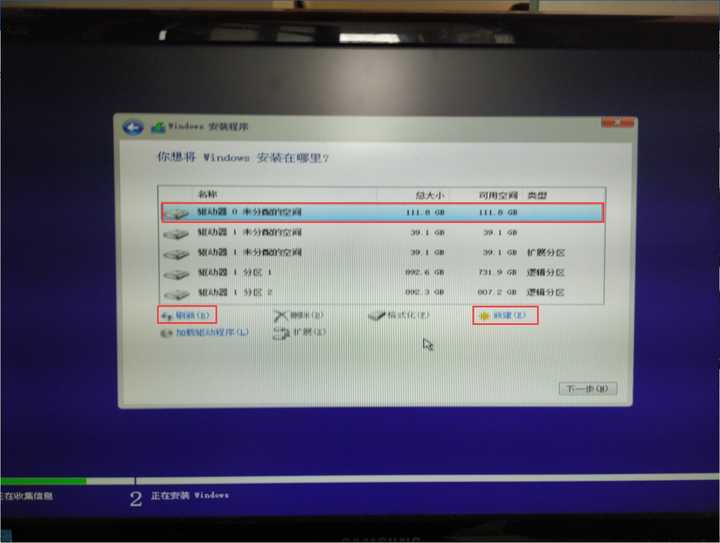 Windows 安装程序
你想将 Windows 安装在哪里?
名称 总大小 可用空间 类型
驱动器 0 未分配的空间 111.8 GB 111.8 GB
驱动器 1 未分配的空间 39.1 GB 39.1 GB
驱动器 1 未分配的空间 39.1 GB 39.1 GB 扩展分区
驱动器 1 分区 1 892.6 GB 731.9 GB 逻辑分区
驱动器 1 分区 2 892.3 GB 807.2 GB 逻辑分区
刷新(R) 删除(D) 格式化(F) 新建(E)
加载驱动程序(L) 扩展(X)
下一步(N)
正在收集信息 2 正在安装 Windows
SAMSUNG